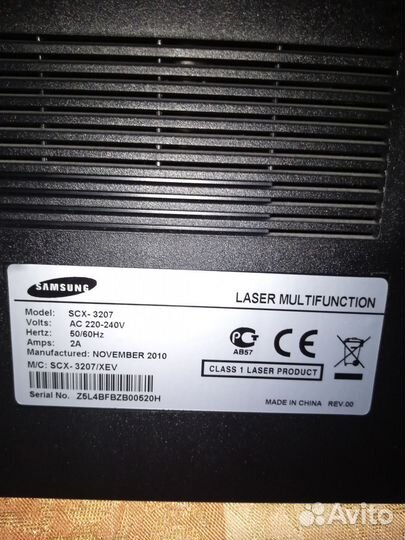 SAMSUNG
LASER MULTIFUNCTION
Model: SCX- 3207
Volts: AC 220-240V
Hertz: 50/60Hz
Amps: 2A
Manufactured: NOVEMBER 2010
M/C: SCX- 3207/XEV
Serial No. Z5L4BFBZB00520H
АБ57
CE
CLASS 1 LASER PRODUCT
MADE IN CHINA REV.00
Avito